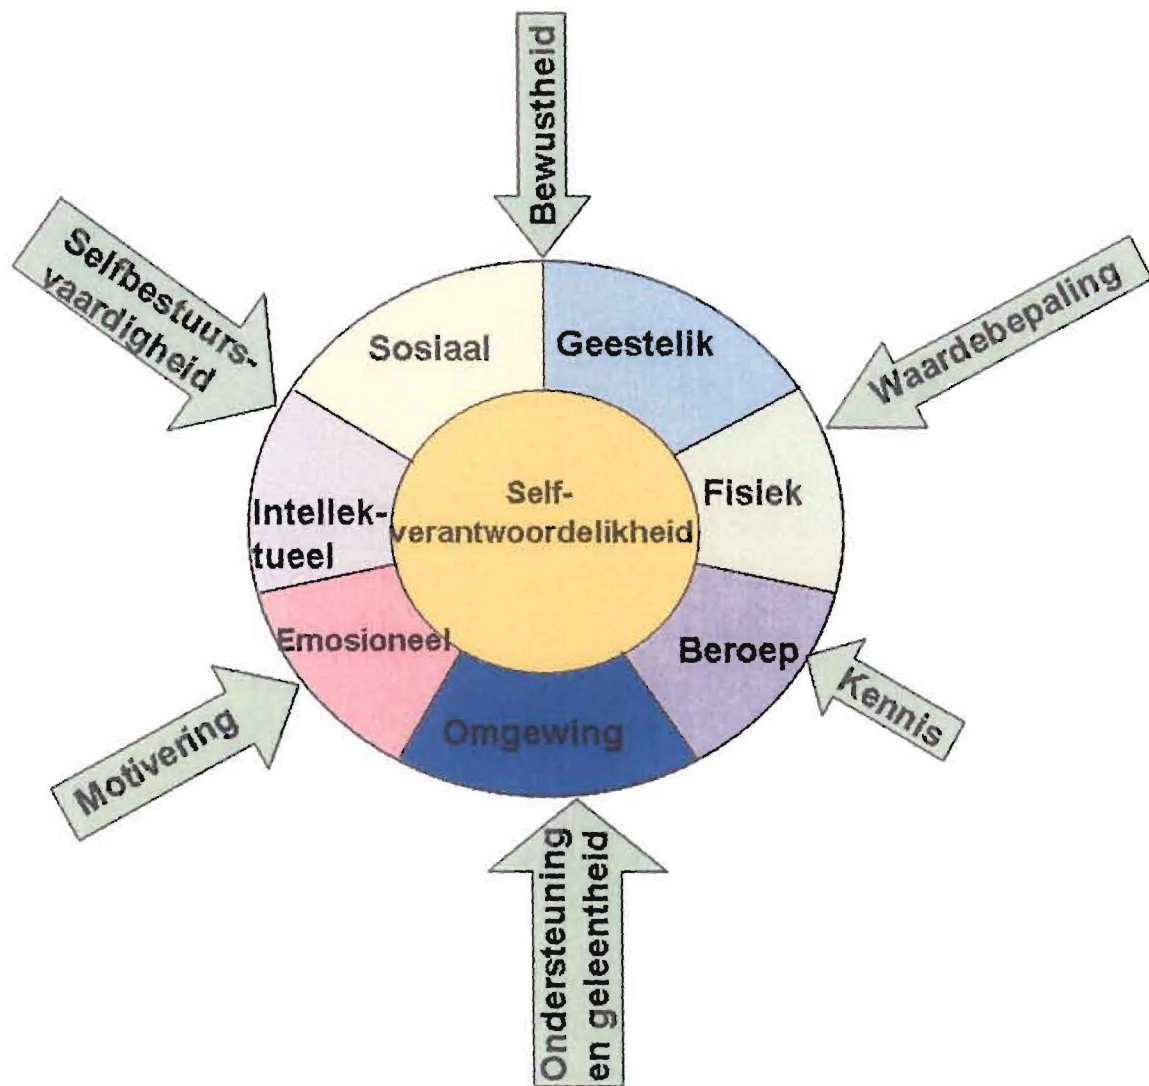 Bewustheid
Selfbestuurs-
vaardigheid
Waardebepaling
Sosiaal
Geestelik
Intellek-
tueel
Self-
verantwoordelikheid
Fisiek
Emosioneel
Beroep
Omgewing
Motivering
Kennis
Ondersteuning
en geleentheid